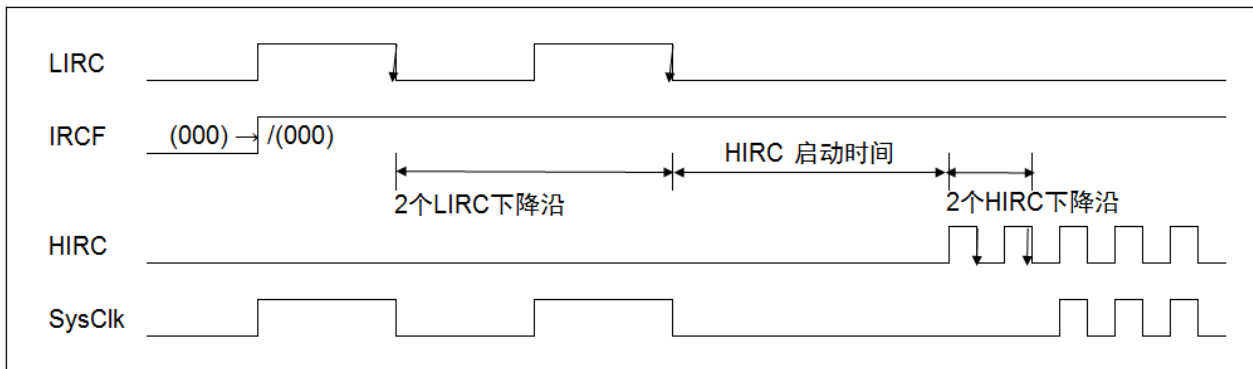 LIRC
IRCF (000) → /(000)
HIRC 启动时间
2个LIRC下降沿 2个HIRC下降沿
HIRC
SysClk